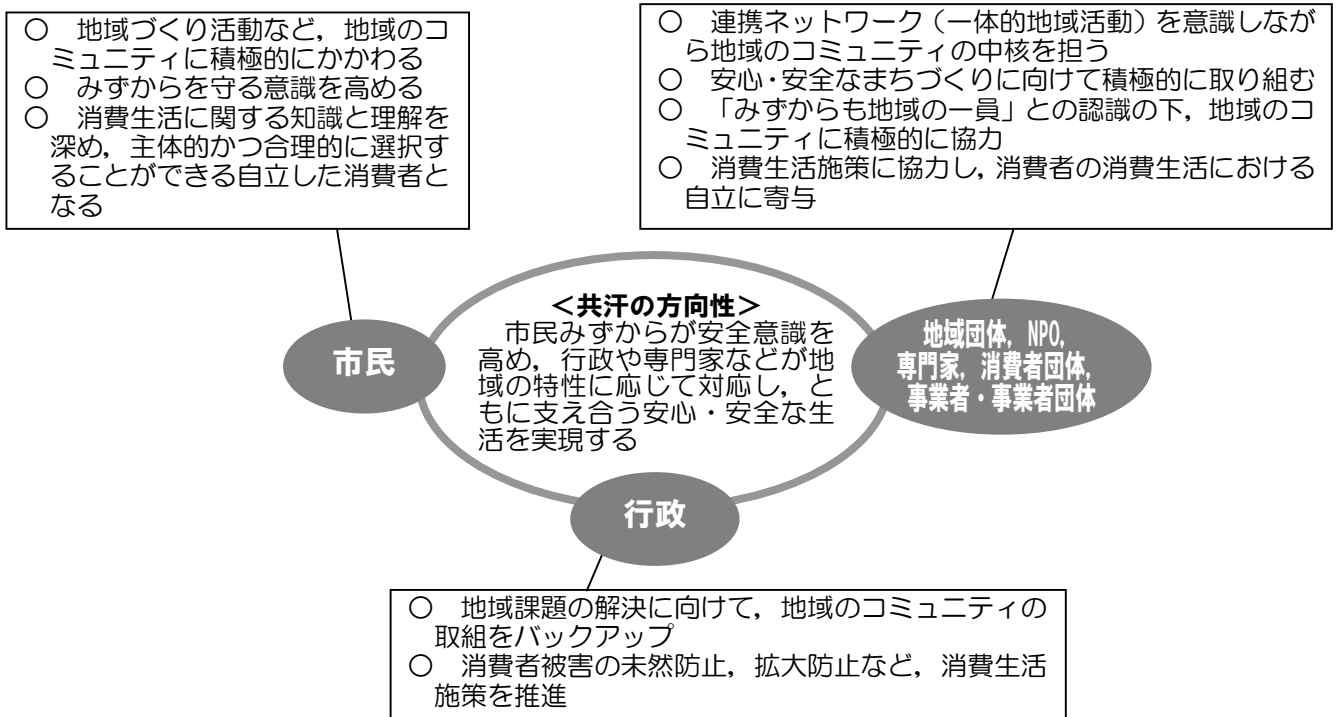 ○　地域づくり活動など，地域のコ
ミュニティに積極的にかかわる
○　みずからを守る意識を高める
○　消費生活に関する知識と理解を
深め，主体的かつ合理的に選択す
ることができる自立した消費者と
なる
○　連携ネットワーク（一体的地域活動）を意識しなが
ら地域のコミュニティの中核を担う
○　安心・安全なまちづくりに向けて積極的に取り組む
○　「みずからも地域の一員」との認識の下，地域のコ
ミュニティに積極的に協力
○　消費生活施策に協力し，消費者の消費生活における
自立に寄与
市民
＜共汗の方向性＞
市民みずからが安全意識を
高め，行政や専門家などが地
域の特性に応じて対応し，と
もに支え合う安心・安全な生
活を実現する
地域団体，NPO，
専門家，消費者団体，
事業者・事業者団体
行政
○　地域課題の解決に向けて，地域のコミュニティの
取組をバックアップ
○　消費者被害の未然防止，拡大防止など，消費生活
施策を推進